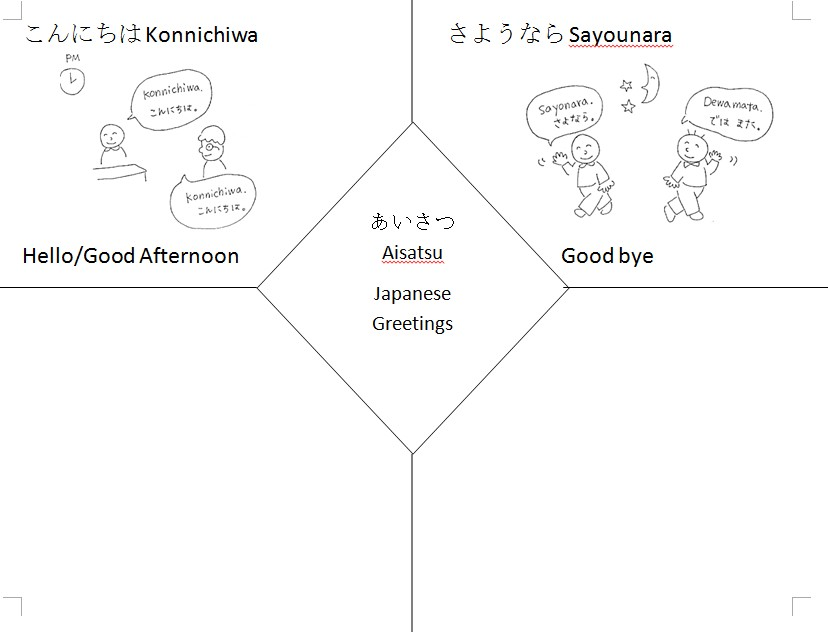 こんにちは Konnichiwa
PM
Konnichiwa.
こんにちは。
Konnichiwa.
こんにちは。
Hello/Good Afternoon
さようなら Sayounara
Sayonara.
さよなら。
Dewa mata.
では また。
Good bye
あいさつ
Aisatsu
Japanese
Greetings